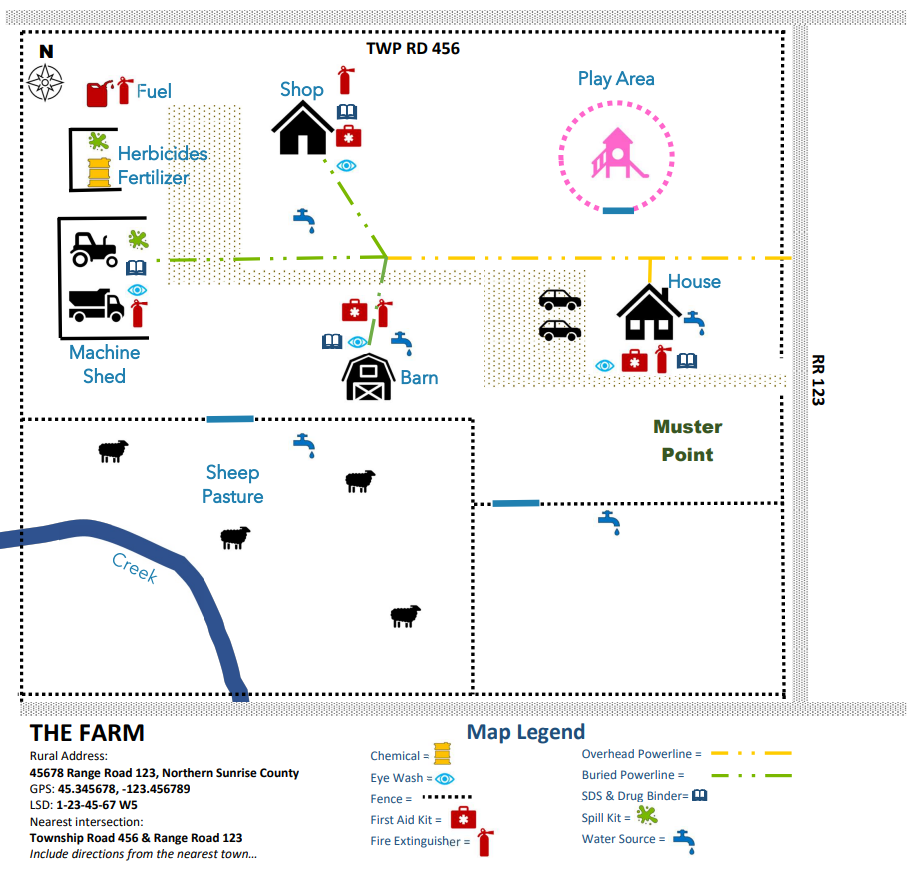 N
TWP RD 456
Fuel
Shop
Play Area
Herbicides
Fertilizer
House
Machine
Shed
Barn
RR 123
Muster
Point
Sheep
Pasture
Creek
THE FARM
Rural Address:
45678 Range Road 123, Northern Sunrise County
GPS: 45.345678, -123.456789
LSD: 1-23-45-67 W5
Nearest intersection:
Township Road 456 & Range Road 123
Include directions from the nearest town...
Map Legend
Chemical =
Eye Wash =
Fence =
First Aid Kit =
Fire Extinguisher =
Overhead Powerline =
Buried Powerline =
SDS & Drug Binder=
Spill Kit =
Water Source =